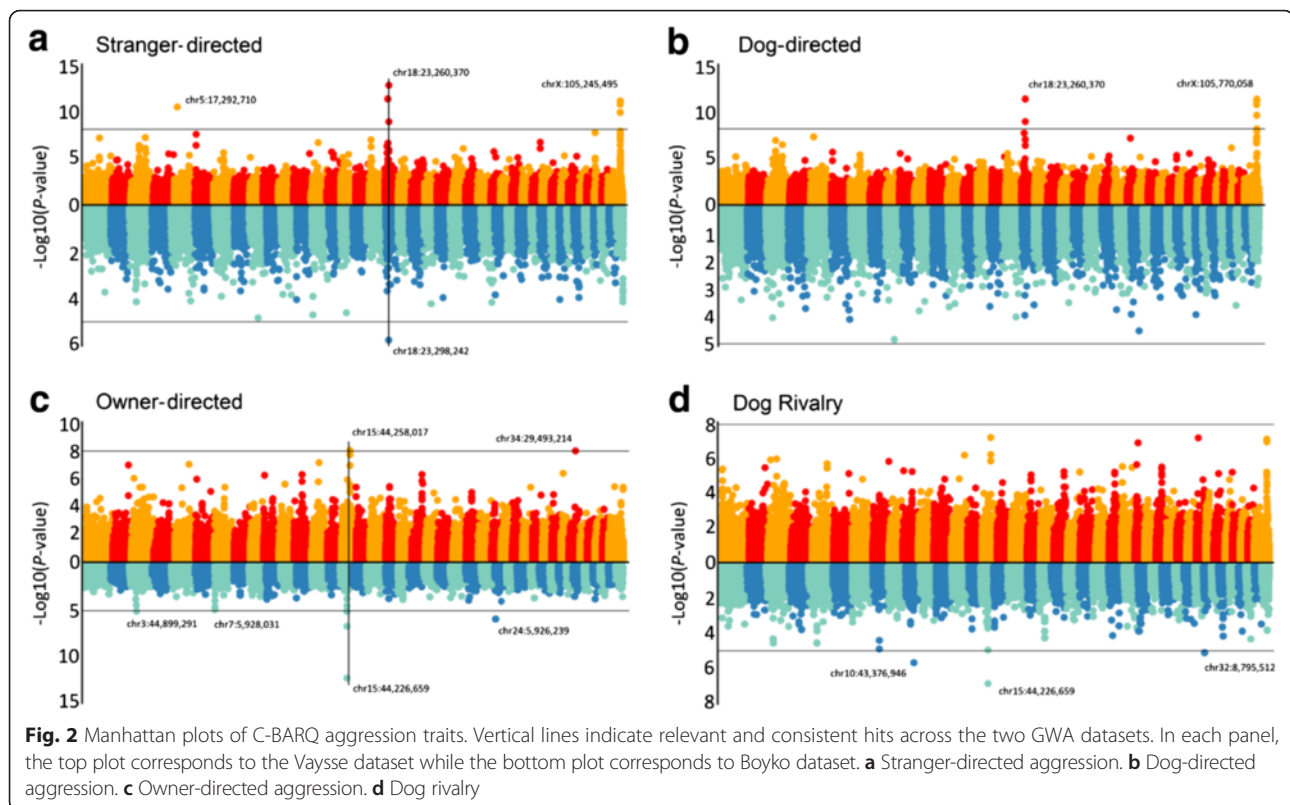 a Stranger-directed
15
10
5
0
2
4
6
-Log10(P-value)
chr5:17,292,710
chr18:23,260,370
chrX:105,245,495
chr18:23,298,242
b Dog-directed
15
10
5
0
1
2
3
4
5
-Log10(P-value)
chr18:23,260,370
chrX:105,770,058
c Owner-directed
10
8
6
4
2
0
5
10
15
-Log10(P-value)
chr15:44,258,017
chr34:29,493,214
chr3:44,899,291
chr7:5,928,031
chr24:5,926,239
chr15:44,226,659
d Dog Rivalry
8
6
4
2
0
2
4
6
8
-Log10(P-value)
chr10:43,376,946
chr15:44,226,659
chr32:8,795,512
Fig. 2 Manhattan plots of C-BARQ aggression traits. Vertical lines indicate relevant and consistent hits across the two GWA datasets. In each panel,
the top plot corresponds to the Vaysse dataset while the bottom plot corresponds to Boyko dataset. a Stranger-directed aggression. b Dog-directed
aggression. c Owner-directed aggression. d Dog rivalry